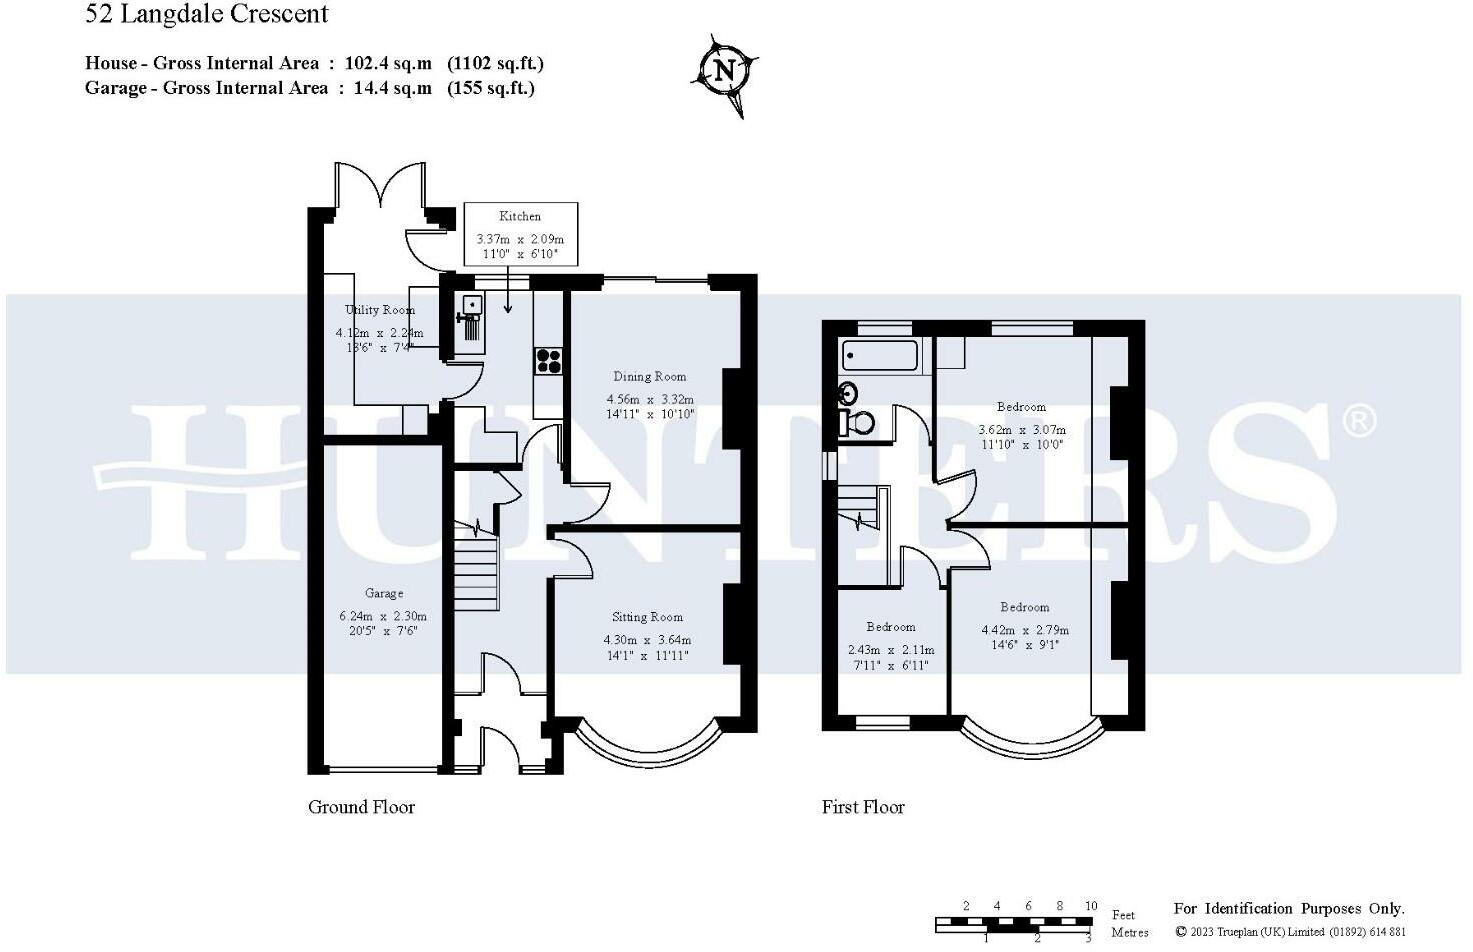 52 Langdale Crescent
House - Gross Internal Area : 102.4 sq.m (1102 sq.ft.)
Garage - Gross Internal Area : 14.4 sq.m (155 sq.ft.)
N
Kitchen
3.37m x 2.09m
11'0" x 6'10"
Utility Room
4.12m x 2.24m
13'6" x 7'4"
Dining Room
4.56m x 3.32m
14'11" x 10'10"
Bedroom
3.62m x 3.07m
11'10" x 10'0"
HUNTERS®
Garage
6.24m x 2.30m
20'5" x 7'6"
Sitting Room
4.30m x 3.64m
14'1" x 11'11"
Bedroom
4.42m x 2.79m
14'6" x 9'1"
Bedroom
2.43m x 2.11m
7'11" x 6'11"
Ground Floor
First Floor
2 4 6 8 10
Feet
Metres
1 2 3
For Identification Purposes Only.
© 2023 Trueplan (UK) Limited (01892) 614 881